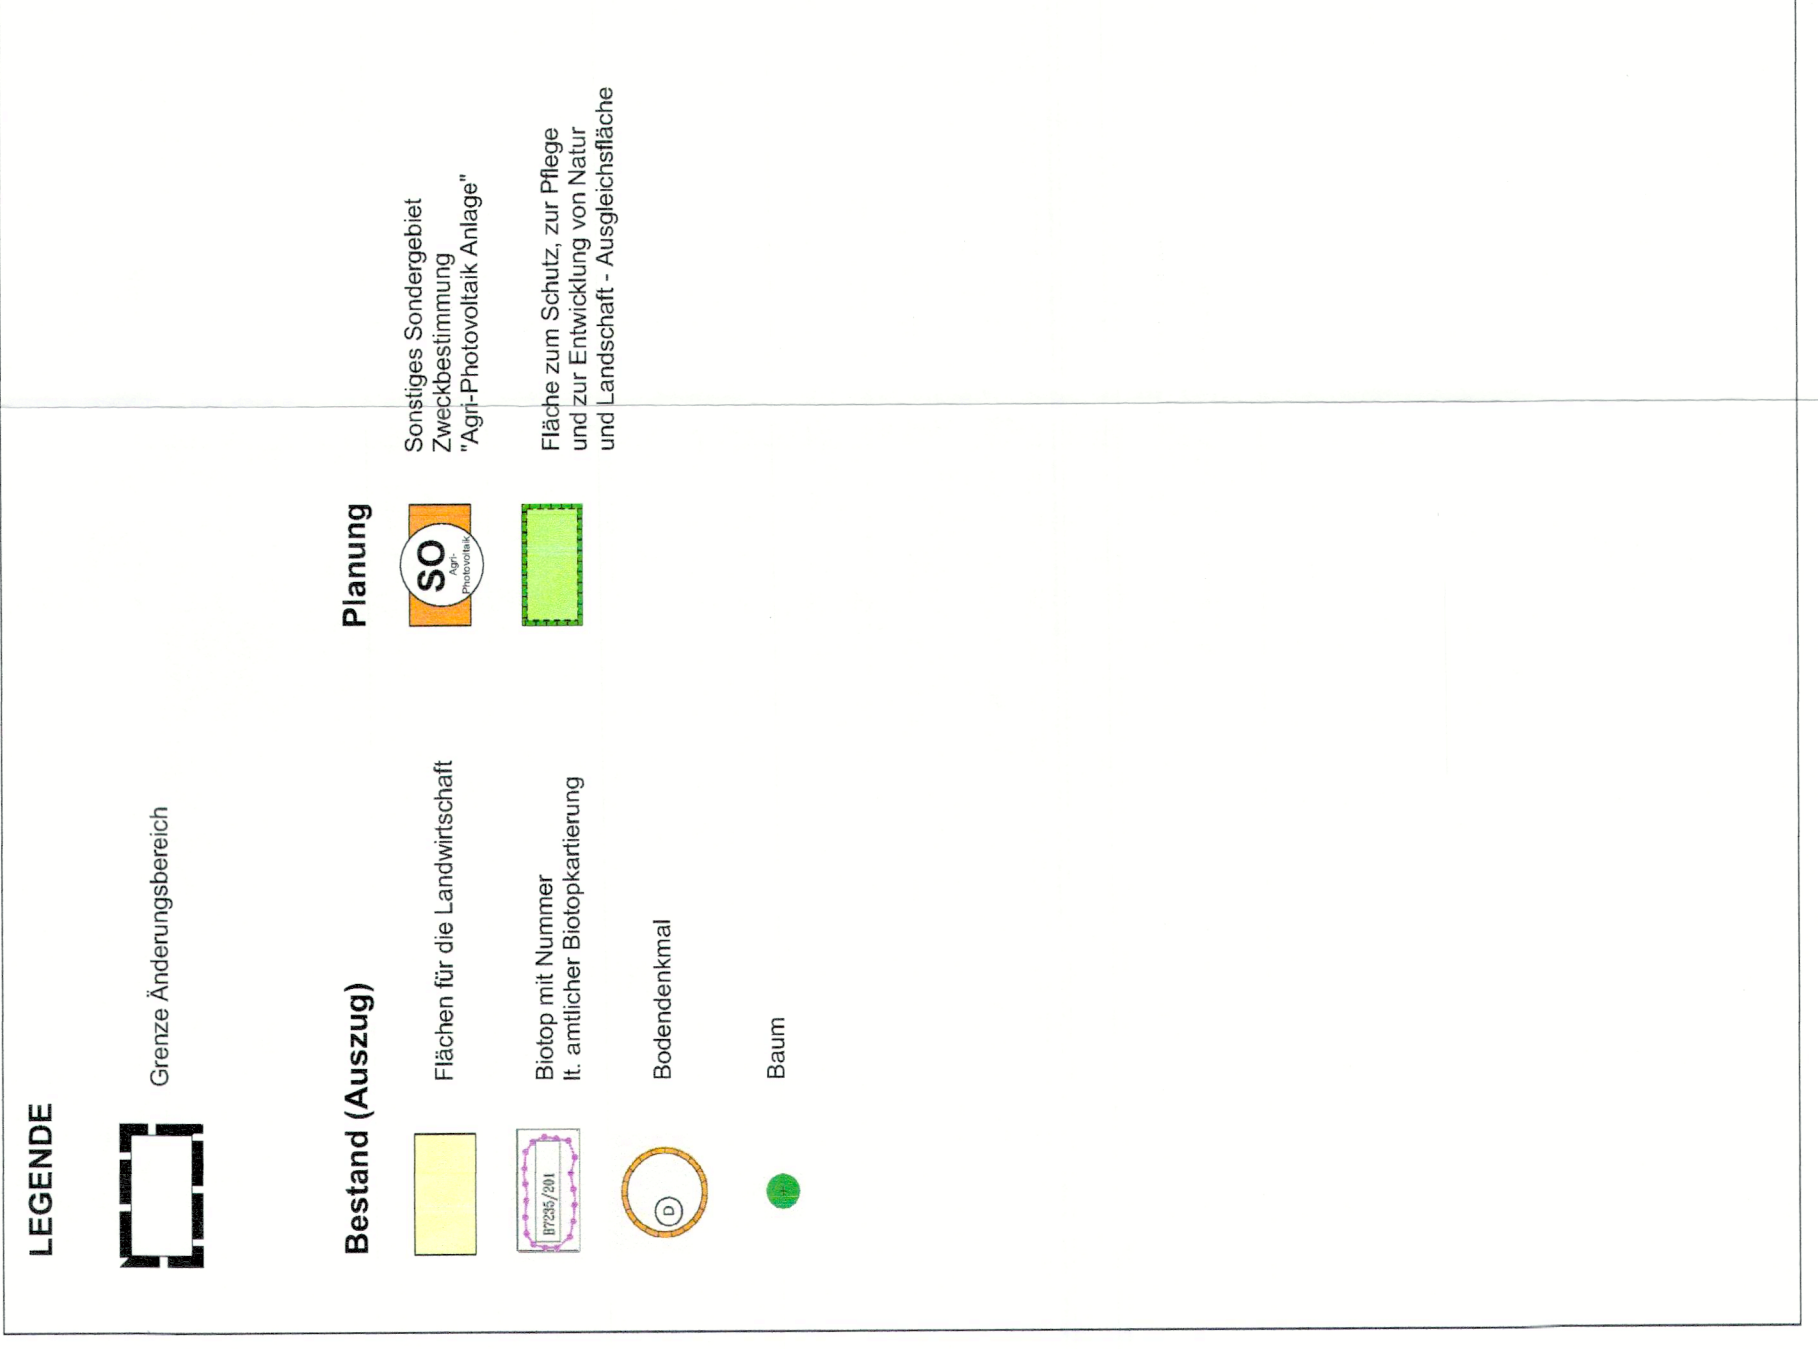 LEGENDE
Grenze Änderungsbereich
Bestand (Auszug)
Flächen für die Landwirtschaft
B7235/201
Biotop mit Nummer
lt. amtlicher Biotopkartierung
D
Bodendenkmal
Baum
Planung
SO
Agri-
Photovoltaik
Sonstiges Sondergebiet
Zweckbestimmung
"Agri-Photovoltaik Anlage"
Fläche zum Schutz, zur Pflege
und zur Entwicklung von Natur
und Landschaft - Ausgleichsfläche